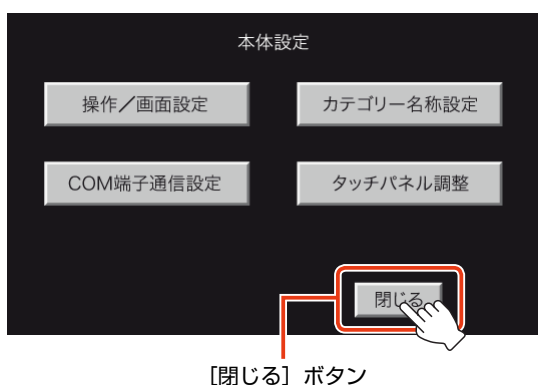 本体設定
操作／画面設定
カテゴリー名称設定
COM端子通信設定
タッチパネル調整
閉じる
［閉じる］ボタン